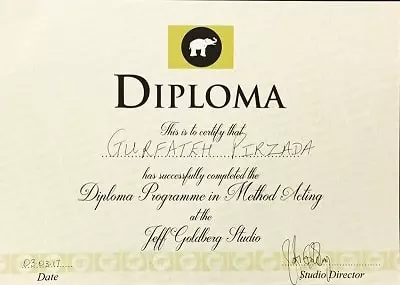 DIPLOMA
This is to certify that
GURFATEH PIRZADA
has successfully completed the
Diploma Programme in Method Acting
at the
Jeff Goldberg Studio
03.03.17
Date
Studio Director